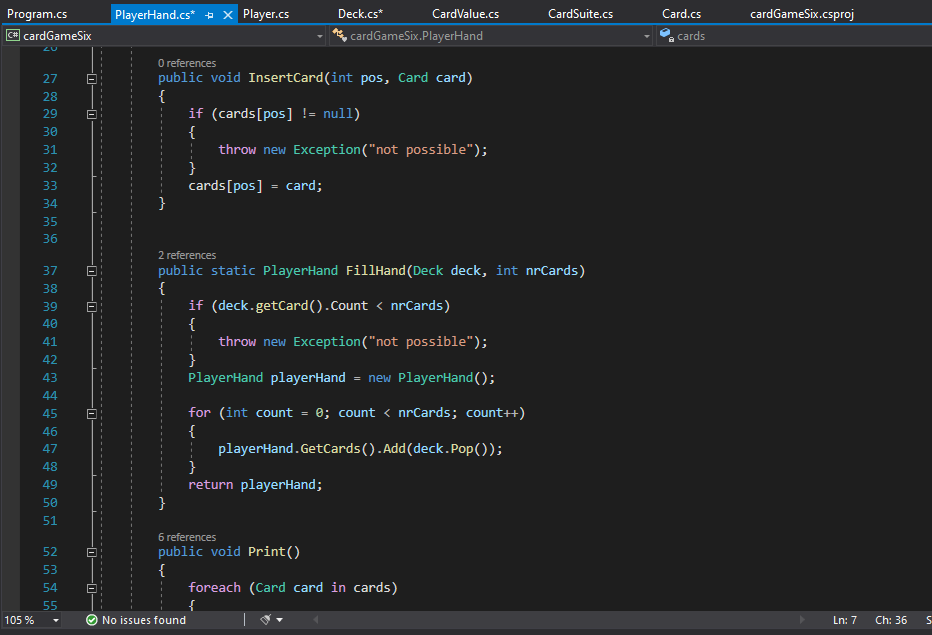 Program.cs PlayerHand.cs* Player.cs Deck.cs* CardValue.cs CardSuite.cs Card.cs cardGameSix.csproj
C# cardGameSix cardGameSix.PlayerHand cards
26
0 references
27 public void InsertCard(int pos, Card card)
28 {
29 if (cards[pos] != null)
30 {
31 throw new Exception("not possible");
32 }
33 cards[pos] = card;
34 }
35
36
2 references
37 public static PlayerHand FillHand(Deck deck, int nrCards)
38 {
39 if (deck.getCard().Count < nrCards)
40 {
41 throw new Exception("not possible");
42 }
43 PlayerHand playerHand = new PlayerHand();
44
45 for (int count = 0; count < nrCards; count++)
46 {
47 playerHand.GetCards().Add(deck.Pop());
48 }
49 return playerHand;
50 }
51
6 references
52 public void Print()
53 {
54 foreach (Card card in cards)
55 {
105 % No issues found Ln: 7 Ch: 36 S